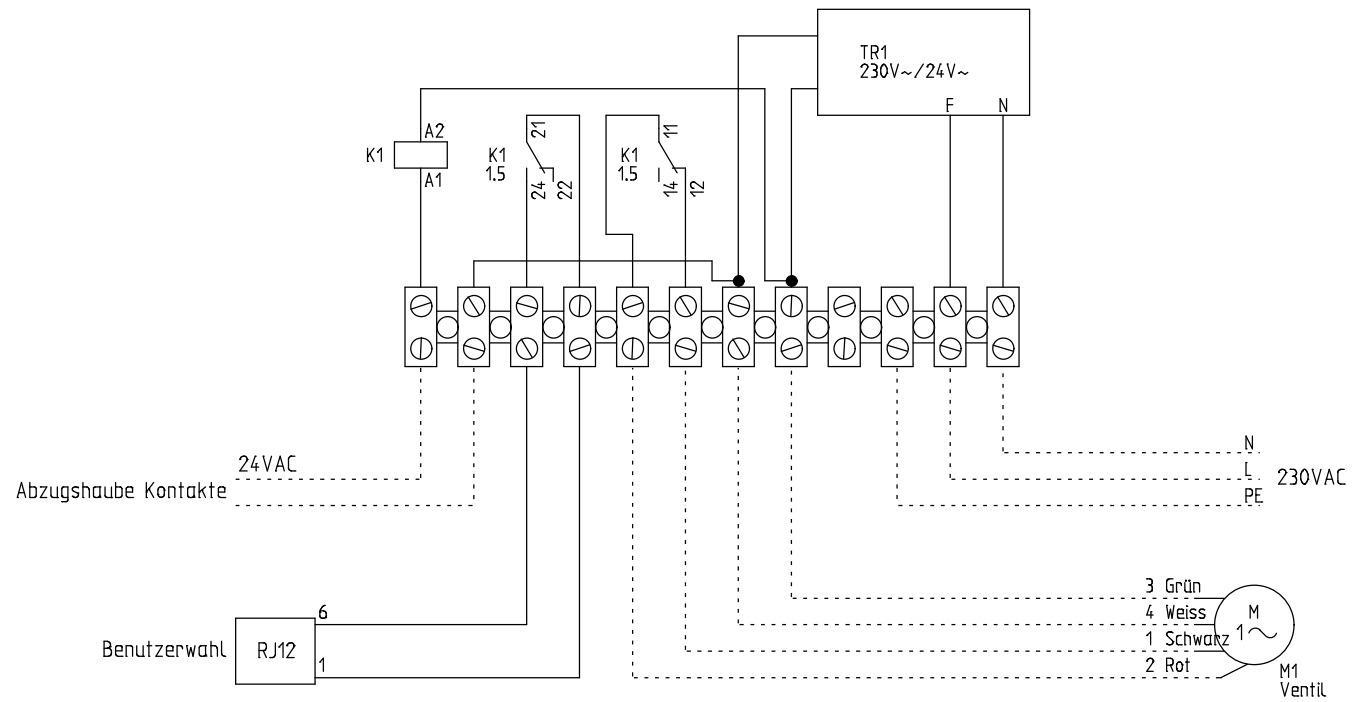 TR1
230V~/24V~
F N
A2
K1
A1
21
K1
1.5
24
22
11
K1
1.5
14
12
24VAC
Abzugshaube Kontakte
N
L
PE
230VAC
6
Benutzerwahl
RJ12
1
3 Grün
4 Weiss
1 Schwarz
2 Rot
M
1~
M1
Ventil